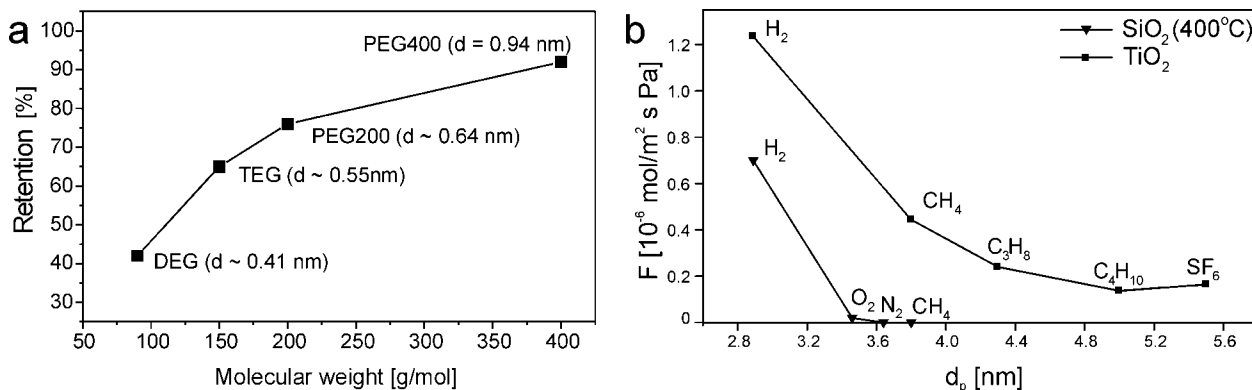 a
Retention [%]
100
90
80
70
60
50
40
30
PEG400 (d = 0.94 nm)
PEG200 (d ~ 0.64 nm)
TEG (d ~ 0.55nm)
DEG (d ~ 0.41 nm)
50 100 150 200 250 300 350 400
Molecular weight [g/mol]
b
F [10⁻⁶ mol/m² s Pa]
1.2
1.0
0.8
0.6
0.4
0.2
0
SiO₂ (400°C)
TiO₂
H₂
H₂
CH₄
C₃H₈
C₄H₁₀
SF₆
O₂ N₂ CH₄
2.8 3.2 3.6 4.0 4.4 4.8 5.2 5.6
dₚ [nm]